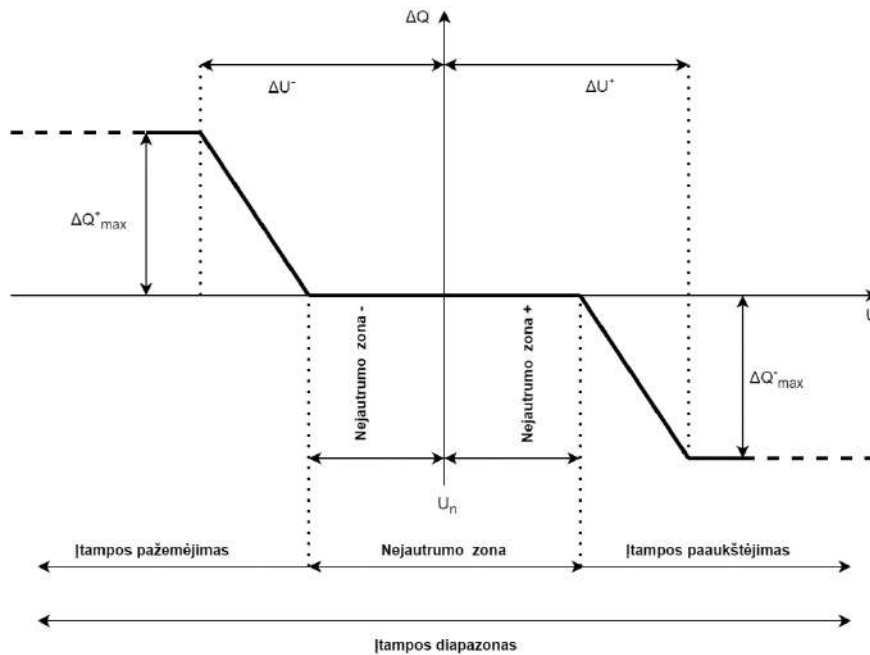 ΔQ
ΔU⁻
ΔU⁺
ΔQ⁺max
U
Nejautrumo zona -
Nejautrumo zona +
ΔQ⁻max
Uₙ
Įtampos pažemėjimas
Nejautrumo zona
Įtampos paaukštėjimas
Įtampos diapazonas